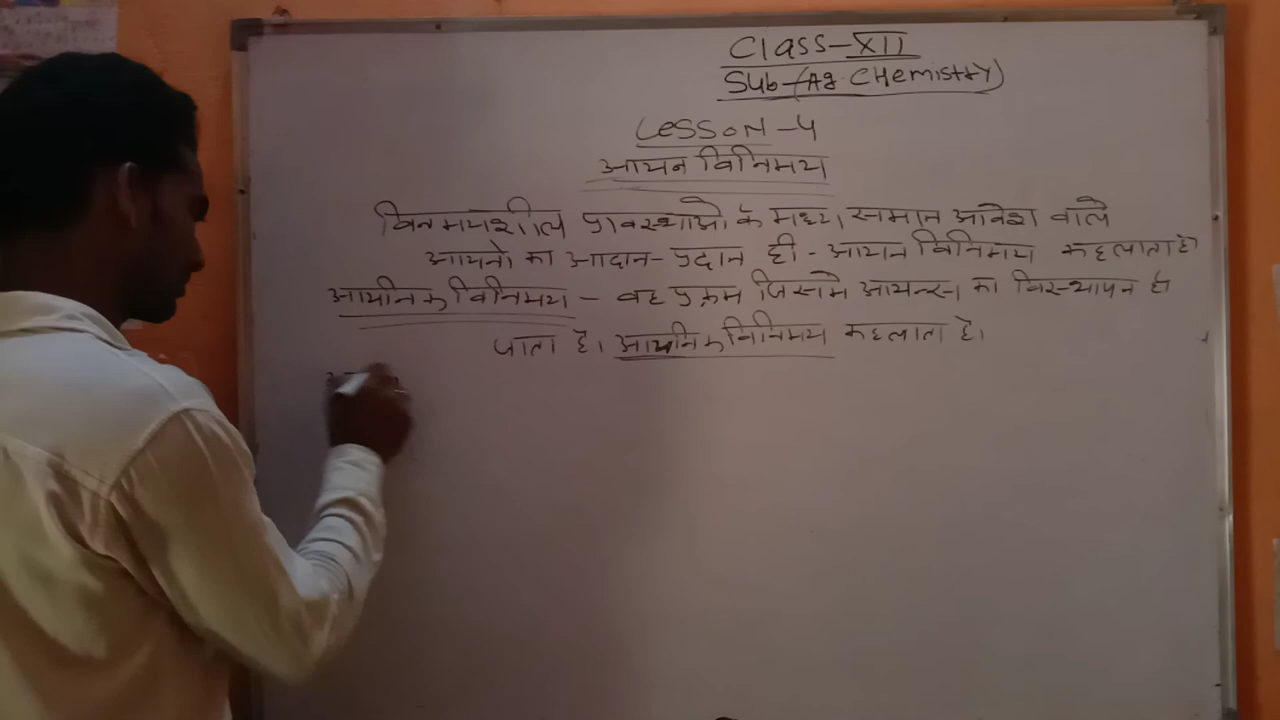 Class-XII
Sub-(Ag. CHemistry)
Lesson-4
आयन विनिमय
विनमयशील प्रावस्थाओ के मध्य समान आवेश वाले
आयनो का आदान-प्रदान ही - आयन विनिमय कहलाता है
आयनिक विनिमय - वह प्रक्रम जिसमे आयन्स का विस्थापन हो
जाता है। आयनिक विनिमय कहलाता है।